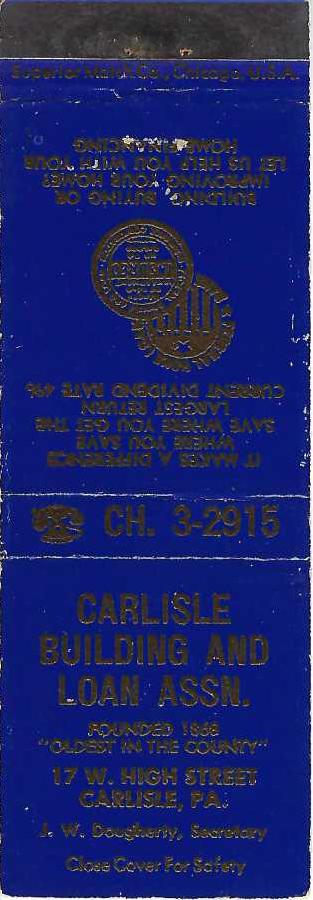 Superior Match Co., Chicago, U.S.A.
IT MAKES A DIFFERENCE
WHERE YOU SAVE
SAVE WHERE YOU GET THE
LARGEST RETURN
CURRENT DIVIDEND RATE 4%
INSURED
BUILDING, BUYING OR
IMPROVING YOUR HOME?
LET US HELP YOU WITH YOUR
HOME FINANCING
CH. 3-2915
CARLISLE
BUILDING AND
LOAN ASSN.
FOUNDED 1868
"OLDEST IN THE COUNTY"
17 W. HIGH STREET
CARLISLE, PA.
J. W. Dougherty, Secretary
Close Cover For Safety